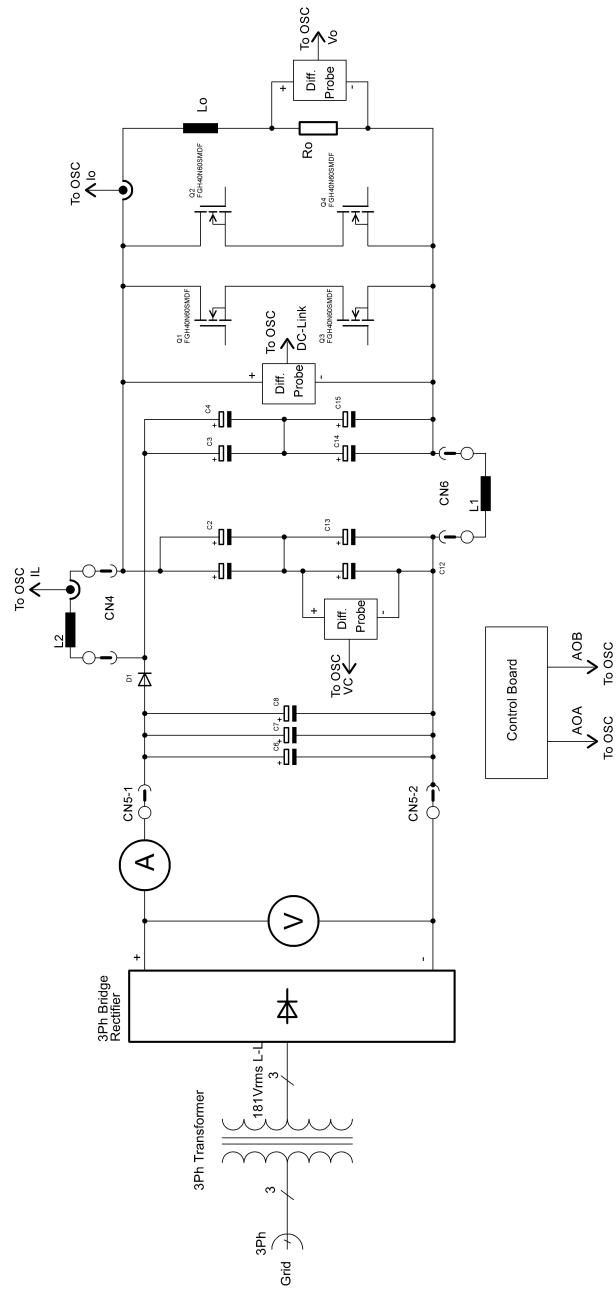 Grid
3Ph
3
3Ph Transformer
3
181Vrms L-L
3Ph Bridge
Rectifier
+
-
V
A
CN5-1
CN5-2
C6
+
C7
+
C8
+
D1
L2
To OSC
IL
CN4
To OSC
VC
Diff.
Probe
+
-
+
C2
+
+
C12
C13
+
L1
CN6
C3
+
C4
+
C14
+
C15
+
Diff.
Probe
+
-
To OSC
DC-Link
Q1
FGH40N60SMDF
Q3
FGH40N60SMDF
Q2
FGH40N60SMDF
Q4
FGH40N60SMDF
To OSC
Io
Lo
Ro
Diff.
Probe
+
-
To OSC
Vo
Control Board
AOA
To OSC
AOB
To OSC